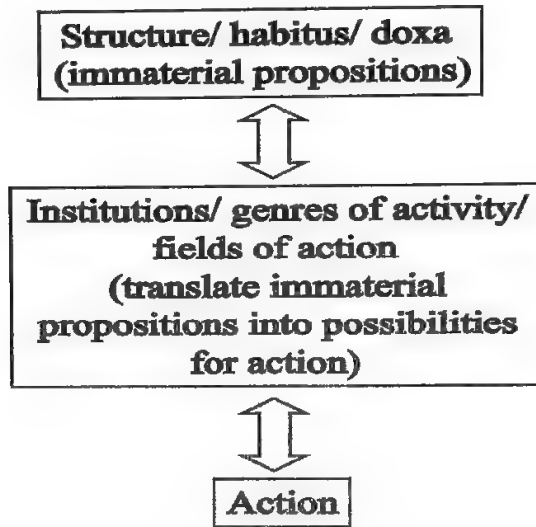 Structure/ habitus/ doxa
(immaterial propositions)
Institutions/ genres of activity/
fields of action
(translate immaterial
propositions into possibilities
for action)
Action